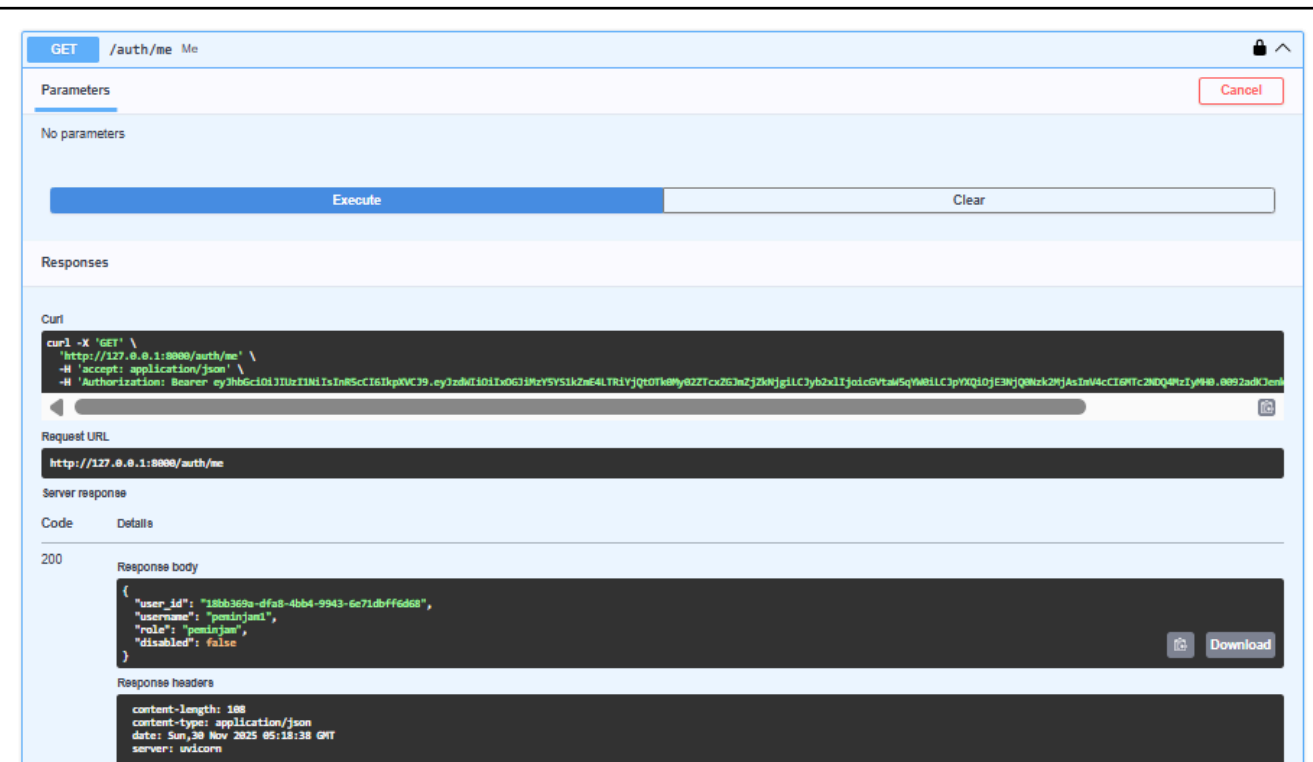 GET /auth/me Me
Parameters
Cancel
No parameters
Execute
Clear
Responses
Curl
curl -X 'GET' \
'http://127.0.0.1:8000/auth/me' \
-H 'accept: application/json' \
-H 'Authorization: Bearer
Request URL
http://127.0.0.1:8000/auth/me
Server response
Code Details
200
Response body
{
"user_id": "18bb369a-dfa8-4bb4-9943-6e71dbff6d68",
"username": "peminjam1",
"role": "peminjam",
"disabled": false
}
Download
Response headers
content-length: 108
content-type: application/json
date: Sun,30 Nov 2025 05:18:38 GMT
server: uvicorn